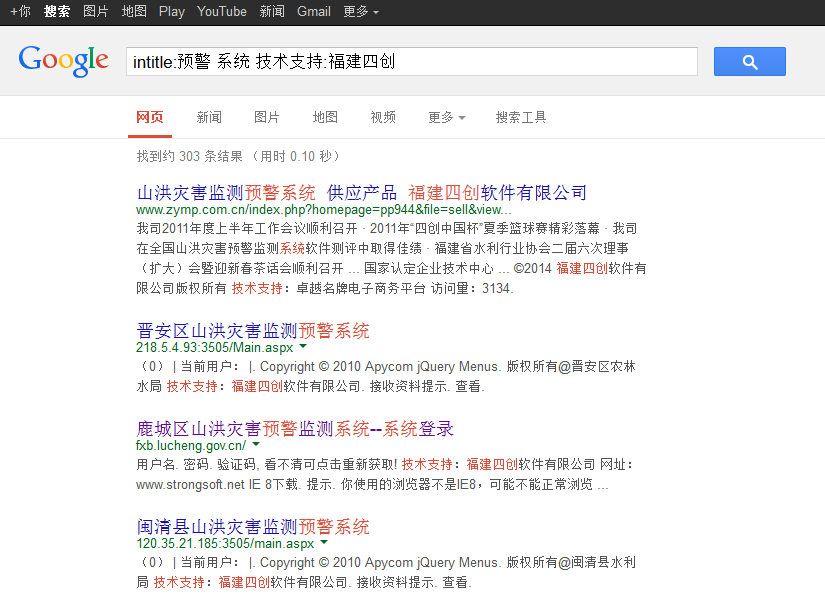 +你 搜索 图片 地图 Play YouTube 新闻 Gmail 更多
Google intitle:预警 系统 技术支持:福建四创
网页 新闻 图片 地图 视频 更多 搜索工具
找到约 303 条结果 （用时 0.10 秒）
山洪灾害监测预警系统 供应产品 福建四创软件有限公司
www.zymp.com.cn/index.php?homepage=pp944&file=sell&view...
我司2011年度上半年工作会议顺利召开 · 2011年“四创中国杯”夏季篮球赛精彩落幕 · 我司
在全国山洪灾害预警监测系统软件测评中取得佳绩 · 福建省水利行业协会二届六次理事
（扩大）会暨迎新春茶话会顺利召开 ... 国家认定企业技术中心 ... ©2014 福建四创软件有
限公司版权所有 技术支持：卓越名牌电子商务平台 访问量：3134.
晋安区山洪灾害监测预警系统
218.5.4.93:3505/Main.aspx
（0） | 当前用户： |. Copyright © 2010 Apycom jQuery Menus. 版权所有@晋安区农林
水局 技术支持：福建四创软件有限公司. 接收资料提示. 查看.
鹿城区山洪灾害预警监测系统--系统登录
fxb.lucheng.gov.cn/
用户名. 密码. 验证码, 看不清可点击重新获取! 技术支持：福建四创软件有限公司 网址：
www.strongsoft.net IE 8下载. 提示. 你使用的浏览器不是IE8，可能不能正常浏览 ...
闽清县山洪灾害监测预警系统
120.35.21.185:3505/main.aspx
（0） | 当前用户： |. Copyright © 2010 Apycom jQuery Menus. 版权所有@闽清县水利
局 技术支持：福建四创软件有限公司. 接收资料提示. 查看.